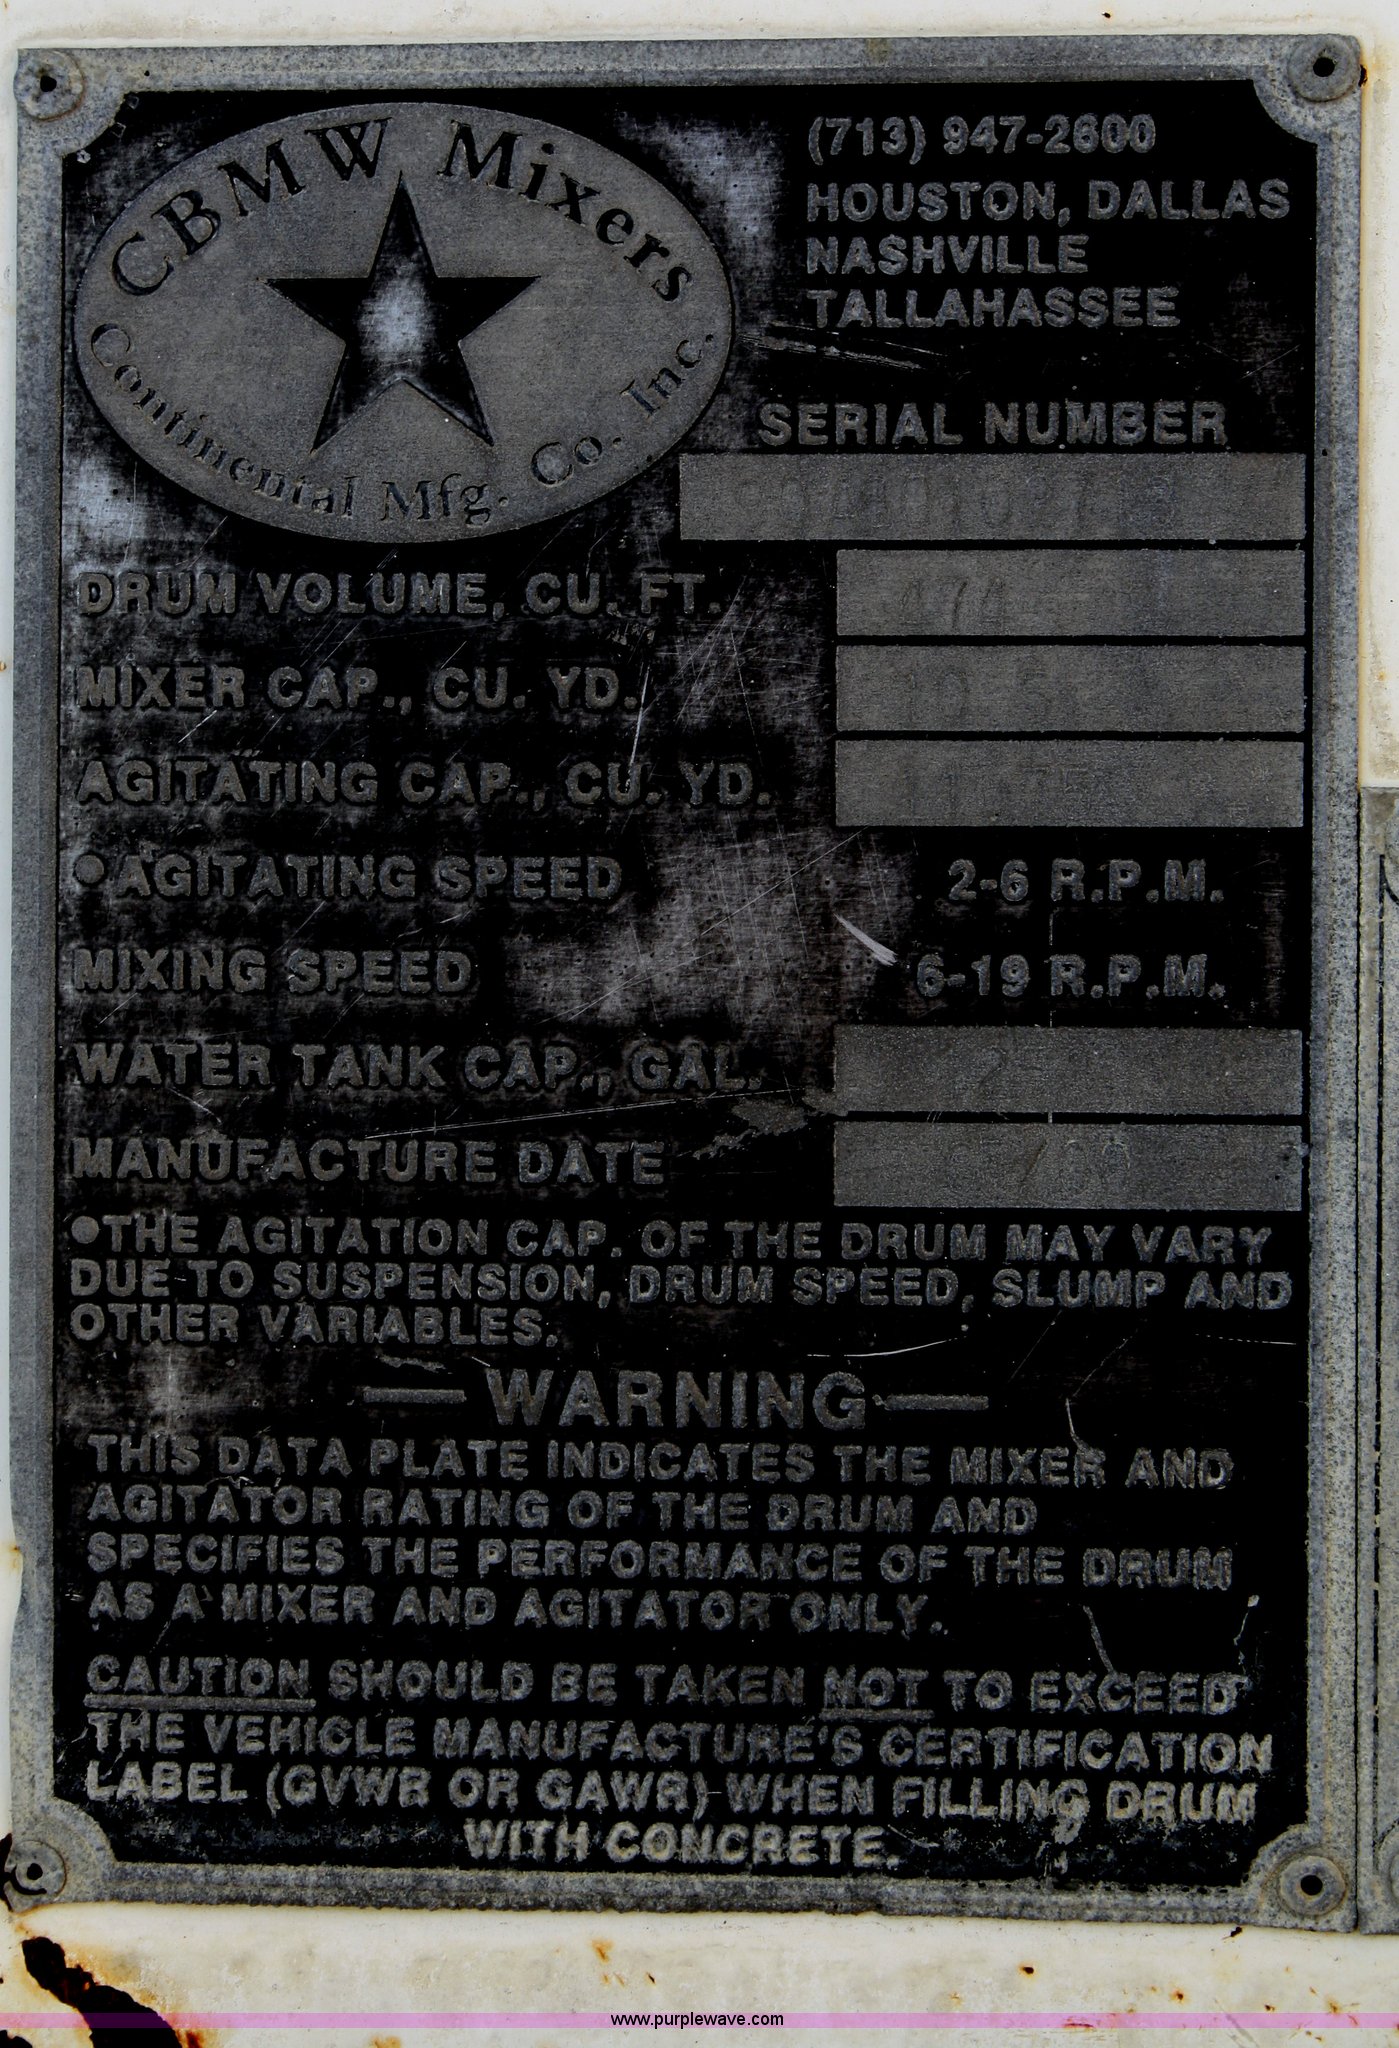 CBMW Mixers
Continental Mfg. Co. Inc.
(713) 947-2600
HOUSTON, DALLAS
NASHVILLE
TALLAHASSEE
SERIAL NUMBER
DRUM VOLUME, CU. FT. 474
MIXER CAP., CU. YD.
AGITATING CAP., CU. YD.
•AGITATING SPEED 2-6 R.P.M.
MIXING SPEED 6-19 R.P.M.
WATER TANK CAP., GAL.
MANUFACTURE DATE
•THE AGITATION CAP. OF THE DRUM MAY VARY
DUE TO SUSPENSION, DRUM SPEED, SLUMP AND
OTHER VARIABLES.
— WARNING —
THIS DATA PLATE INDICATES THE MIXER AND
AGITATOR RATING OF THE DRUM AND
SPECIFIES THE PERFORMANCE OF THE DRUM
AS A MIXER AND AGITATOR ONLY.
CAUTION SHOULD BE TAKEN NOT TO EXCEED
THE VEHICLE MANUFACTURE'S CERTIFICATION
LABEL (GVWR OR GAWR) WHEN FILLING DRUM
WITH CONCRETE.
www.purplewave.com